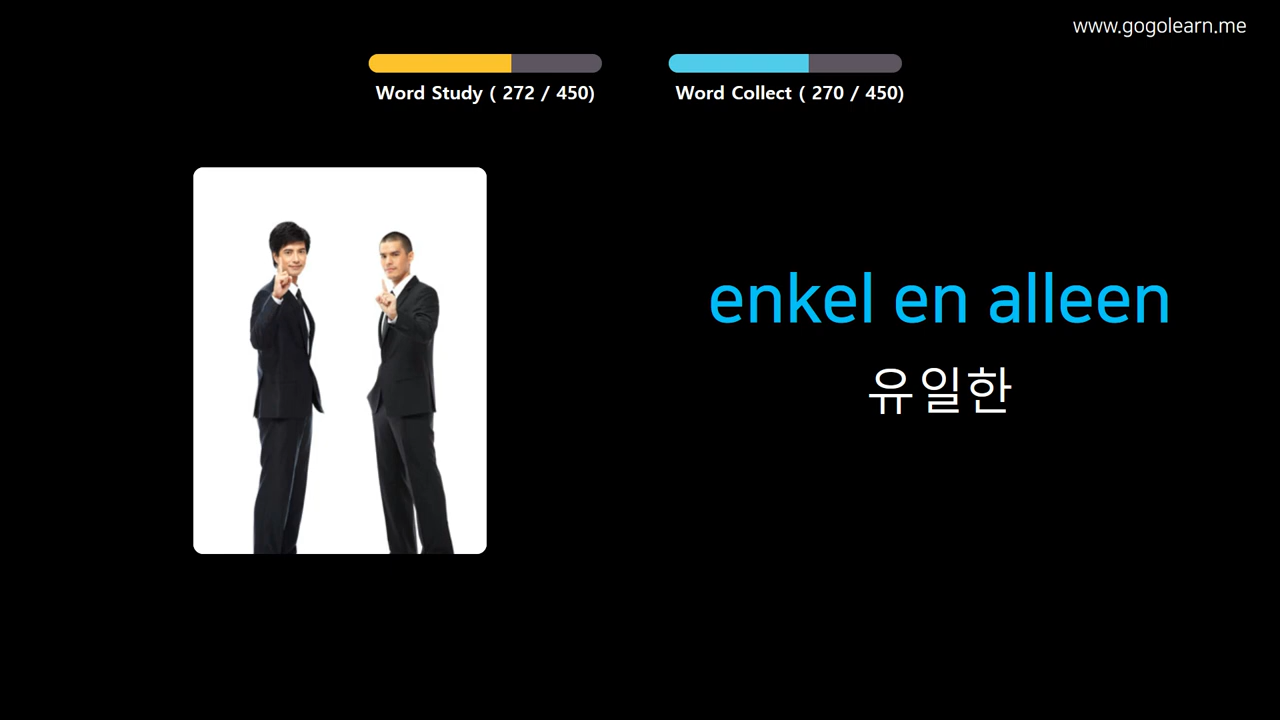 www.gogolearn.me
Word Study ( 272 / 450)
Word Collect ( 270 / 450)
enkel en alleen
유일한